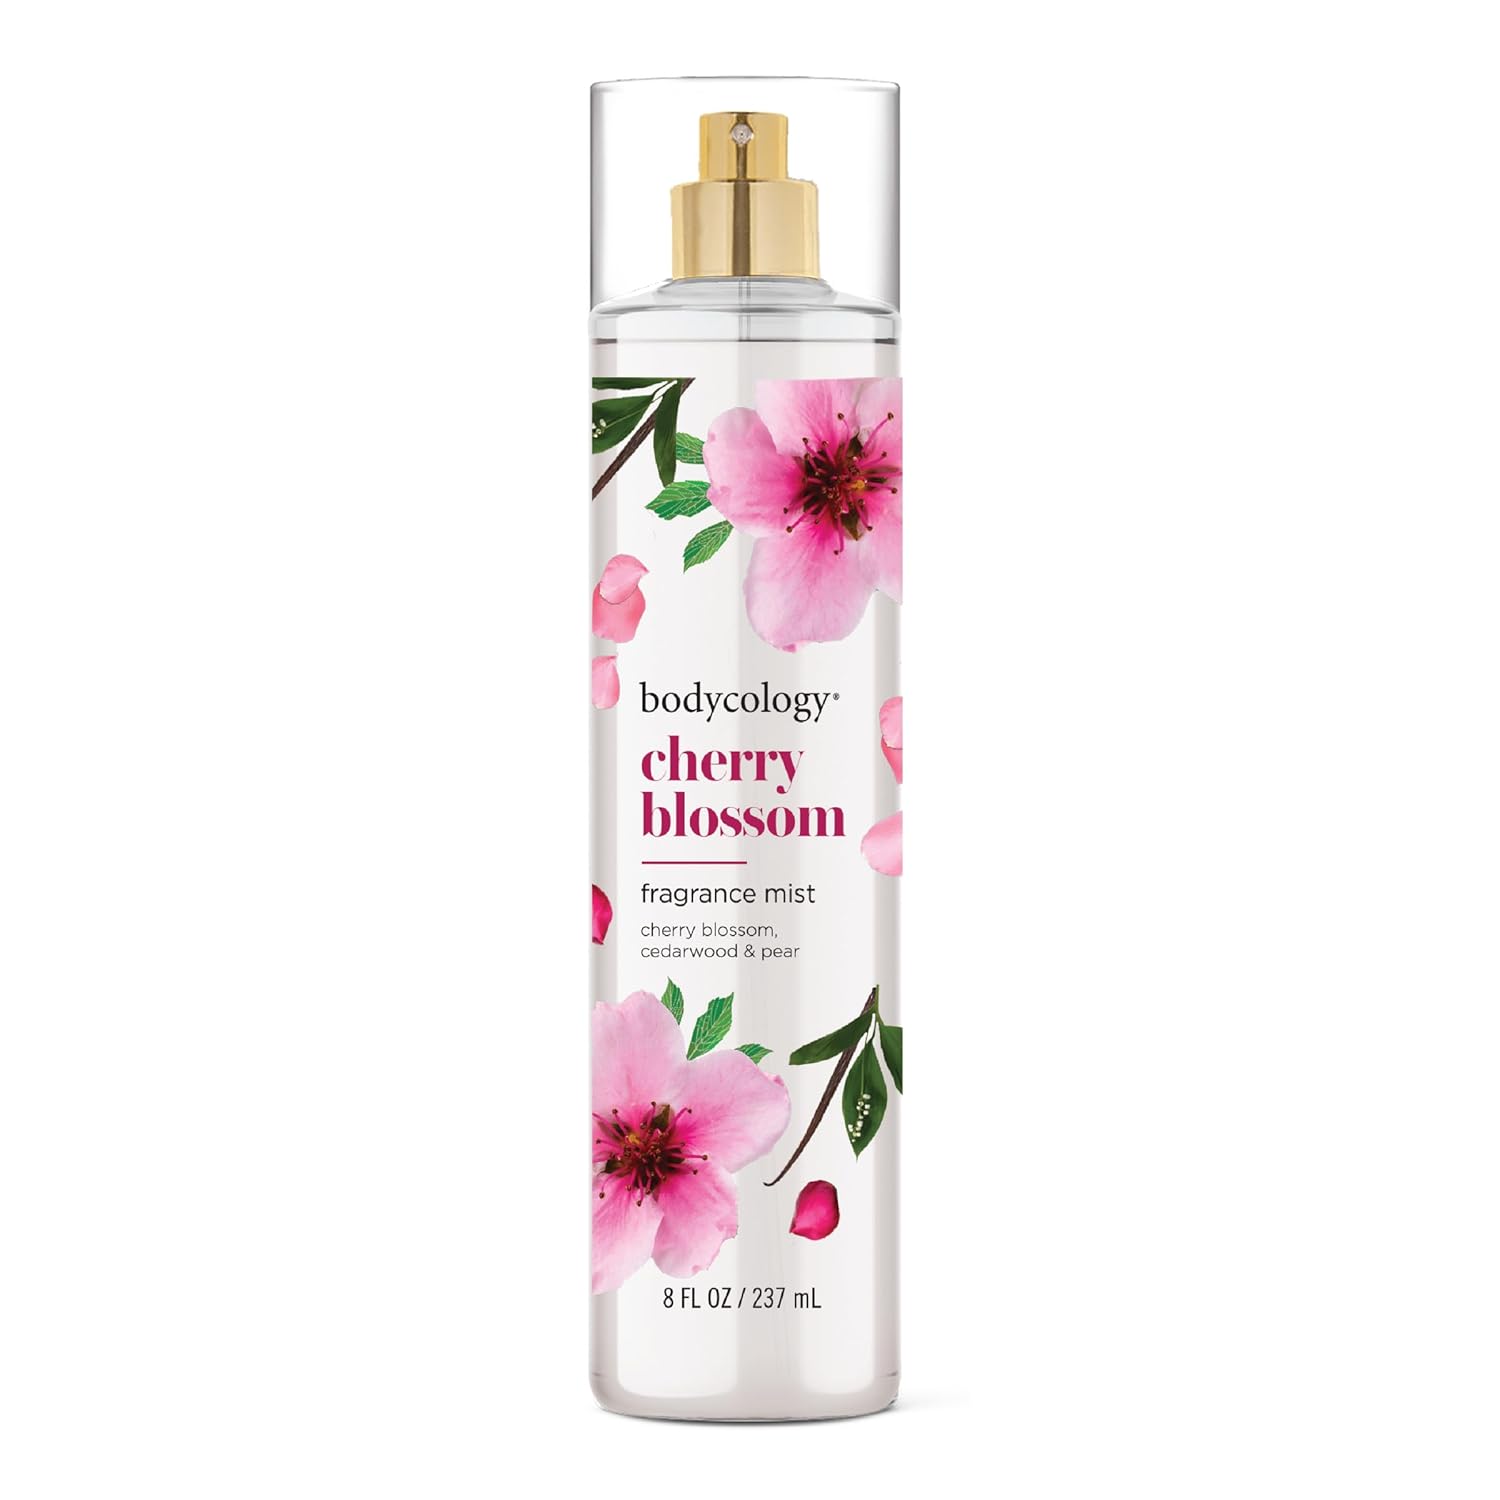 bodycology®
cherry
blossom
fragrance mist
cherry blossom,
cedarwood & pear
8 FL OZ / 237 mL